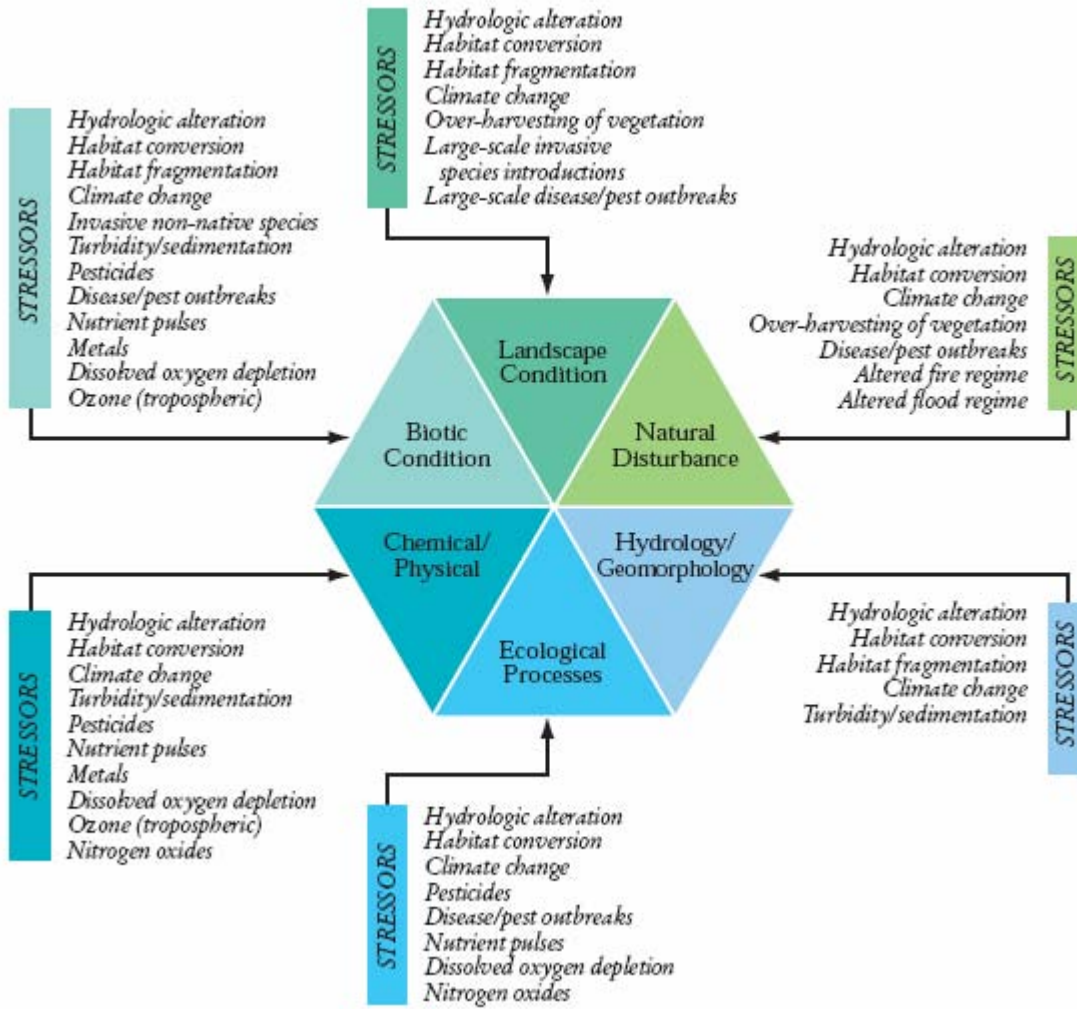 STRESSORS
Hydrologic alteration
Habitat conversion
Habitat fragmentation
Climate change
Over-harvesting of vegetation
Large-scale invasive
species introductions
Large-scale disease/pest outbreaks
STRESSORS
Hydrologic alteration
Habitat conversion
Habitat fragmentation
Climate change
Invasive non-native species
Turbidity/sedimentation
Pesticides
Disease/pest outbreaks
Nutrient pulses
Metals
Dissolved oxygen depletion
Ozone (tropospheric)
Hydrologic alteration
Habitat conversion
Climate change
Over-harvesting of vegetation
Disease/pest outbreaks
Altered fire regime
Altered flood regime
STRESSORS
Landscape
Condition
Biotic
Condition
Natural
Disturbance
Chemical/
Physical
Hydrology/
Geomorphology
Ecological
Processes
STRESSORS
Hydrologic alteration
Habitat conversion
Climate change
Turbidity/sedimentation
Pesticides
Nutrient pulses
Metals
Dissolved oxygen depletion
Ozone (tropospheric)
Nitrogen oxides
Hydrologic alteration
Habitat conversion
Habitat fragmentation
Climate change
Turbidity/sedimentation
STRESSORS
STRESSORS
Hydrologic alteration
Habitat conversion
Climate change
Pesticides
Disease/pest outbreaks
Nutrient pulses
Dissolved oxygen depletion
Nitrogen oxides